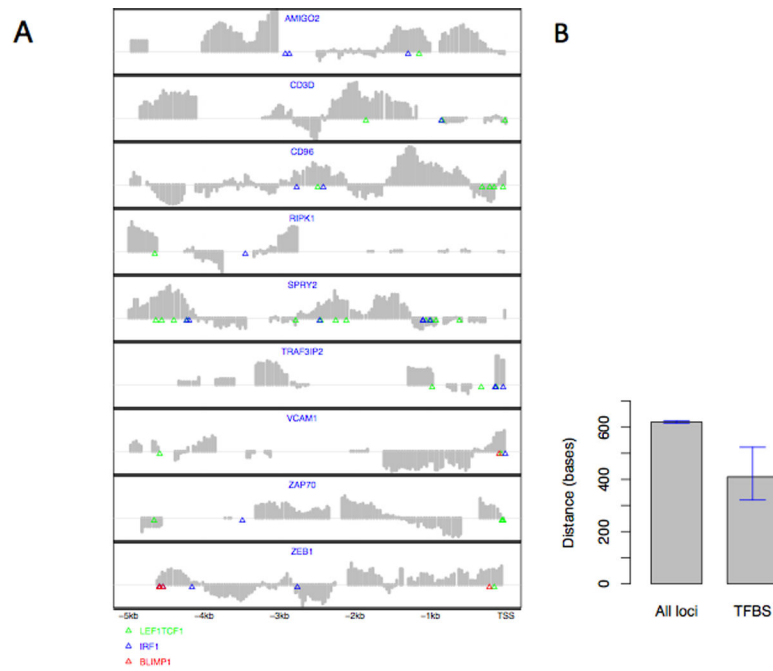 A
B
AMIGO2
CD3D
CD96
RIPK1
SPRY2
TRAF3IP2
VCAM1
ZAP70
ZEB1
−5kb −4kb −3kb −2kb −1kb TSS
LEF1TCF1
IRF1
BLIMP1
Distance (bases)
600
400
200
0
All loci TFBS